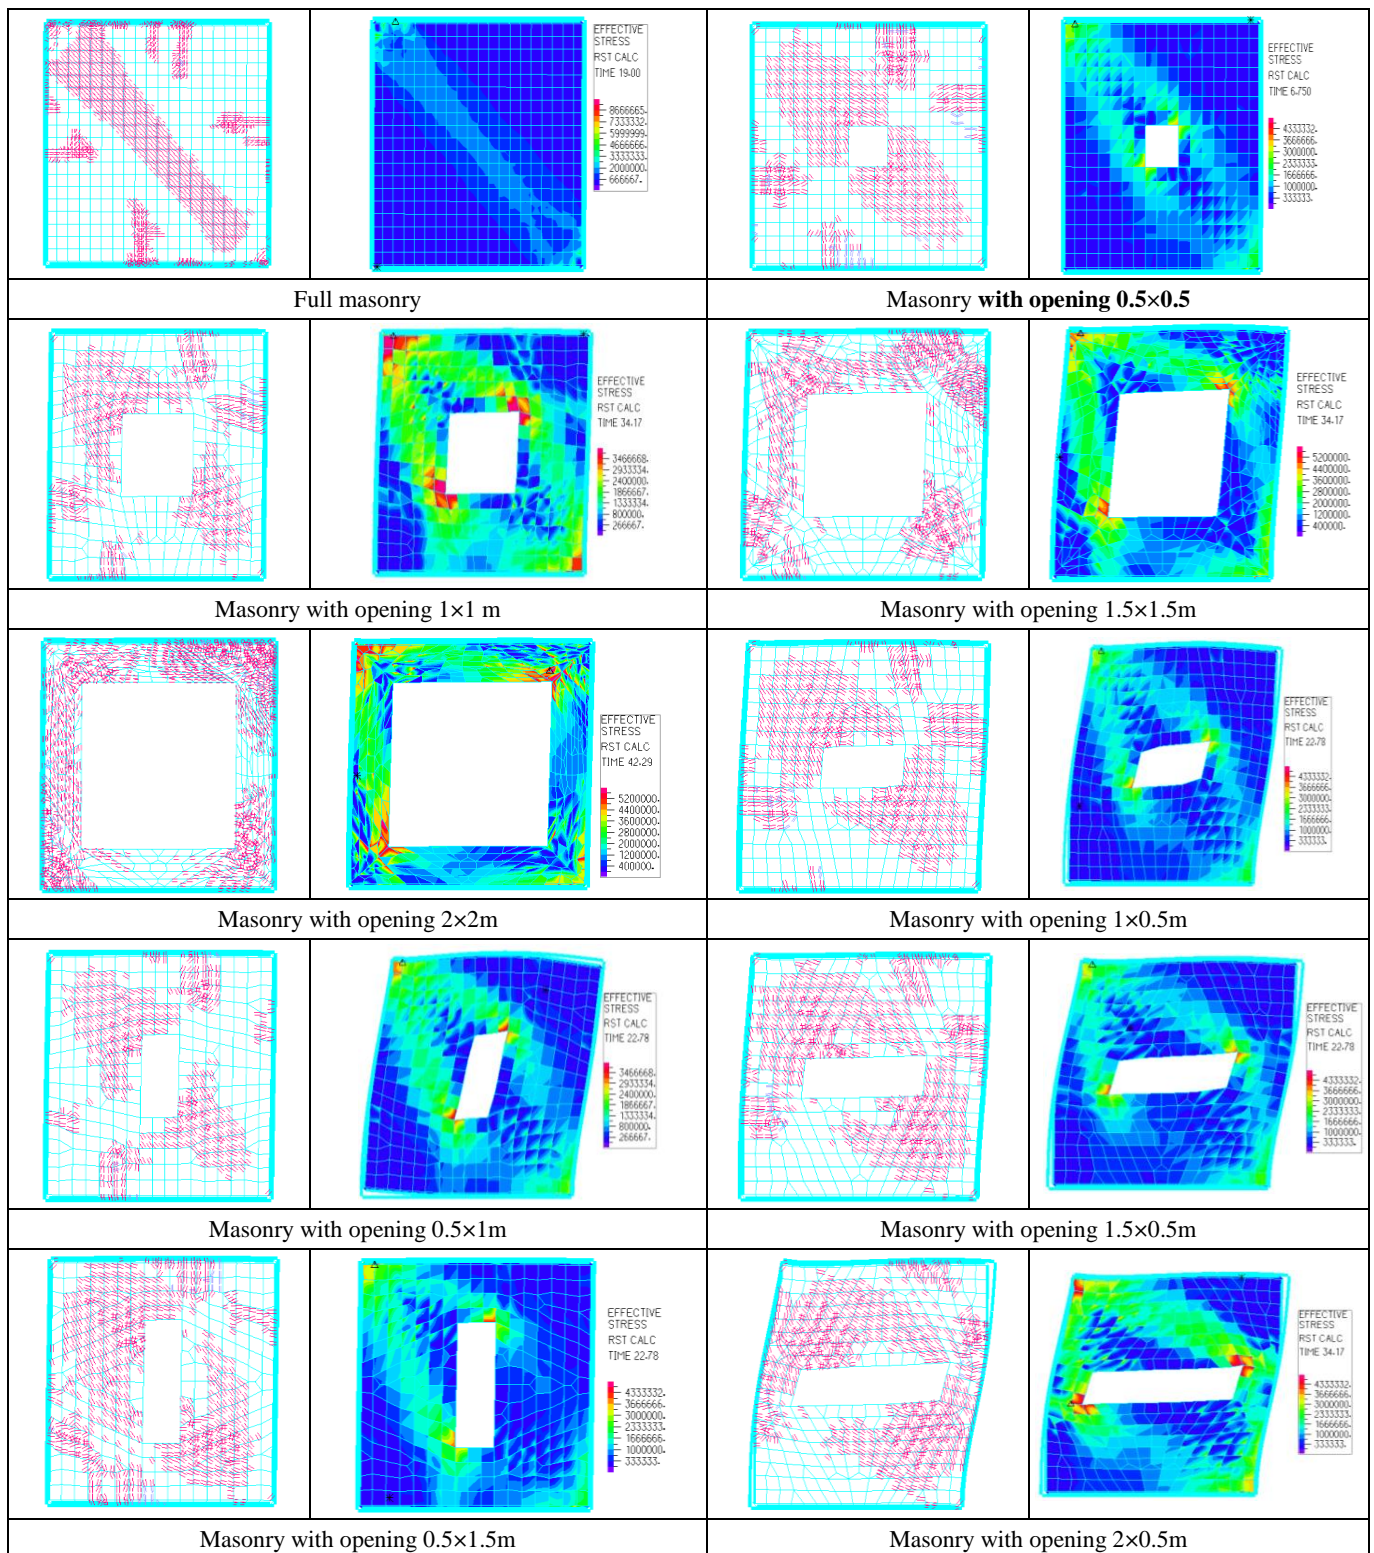 EFFECTIVE
STRESS
RST CALC
TIME 19.00
8666665.
7333332.
5999999.
4666666.
3333333.
2000000.
666667.
EFFECTIVE
STRESS
RST CALC
TIME 6.750
4333332.
3666666.
3000000.
2333333.
1666666.
1000000.
333333.
Full masonry
Masonry with opening 0.5×0.5
EFFECTIVE
STRESS
RST CALC
TIME 34.17
3466668.
2933334.
2400000.
1866667.
1333334.
800000.
266667.
EFFECTIVE
STRESS
RST CALC
TIME 34.17
5200000.
4400000.
3600000.
2800000.
2000000.
1200000.
400000.
Masonry with opening 1×1 m
Masonry with opening 1.5×1.5m
EFFECTIVE
STRESS
RST CALC
TIME 42.29
5200000.
4400000.
3600000.
2800000.
2000000.
1200000.
400000.
EFFECTIVE
STRESS
RST CALC
TIME 22.78
4333332.
3666666.
3000000.
2333333.
1666666.
1000000.
333333.
Masonry with opening 2×2m
Masonry with opening 1×0.5m
EFFECTIVE
STRESS
RST CALC
TIME 22.78
3466668.
2933334.
2400000.
1866667.
1333334.
800000.
266667.
EFFECTIVE
STRESS
RST CALC
TIME 22.78
4333332.
3666666.
3000000.
2333333.
1666666.
1000000.
333333.
Masonry with opening 0.5×1m
Masonry with opening 1.5×0.5m
EFFECTIVE
STRESS
RST CALC
TIME 22.78
4333332.
3666666.
3000000.
2333333.
1666666.
1000000.
333333.
EFFECTIVE
STRESS
RST CALC
TIME 34.17
4333332.
3666666.
3000000.
2333333.
1666666.
1000000.
333333.
Masonry with opening 0.5×1.5m
Masonry with opening 2×0.5m